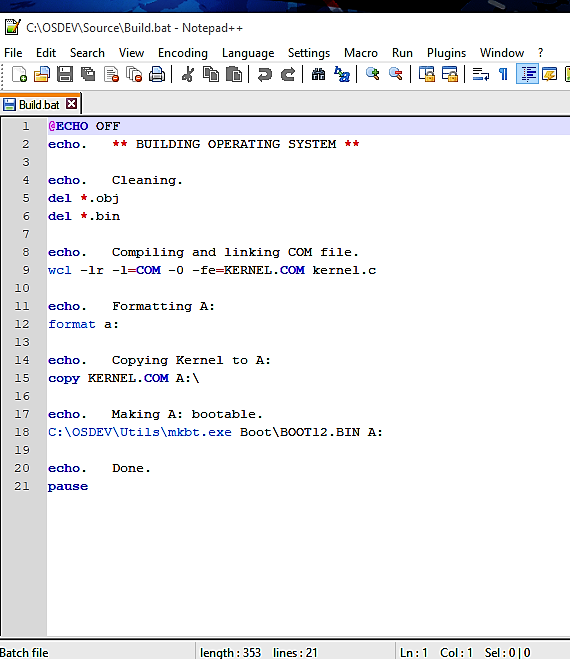 C:\OSDEV\Source\Build.bat - Notepad++
File Edit Search View Encoding Language Settings Macro Run Plugins Window ?
Build.bat
1 @ECHO OFF
2 echo.   ** BUILDING OPERATING SYSTEM **
3
4 echo.   Cleaning.
5 del *.obj
6 del *.bin
7
8 echo.   Compiling and linking COM file.
9 wcl -lr -l=COM -0 -fe=KERNEL.COM kernel.c
10
11 echo.   Formatting A:
12 format a:
13
14 echo.   Copying Kernel to A:
15 copy KERNEL.COM A:\
16
17 echo.   Making A: bootable.
18 C:\OSDEV\Utils\mkbt.exe Boot\BOOT12.BIN A:
19
20 echo.   Done.
21 pause
Batch file length : 353 lines : 21 Ln : 1 Col : 1 Sel : 0 | 0